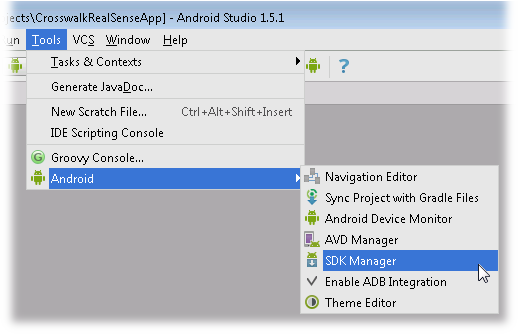 jects\CrosswalkRealSenseApp] - Android Studio 1.5.1
un Tools VCS Window Help
Tasks & Contexts
Generate JavaDoc...
New Scratch File... Ctrl+Alt+Shift+Insert
IDE Scripting Console
Groovy Console...
Android
Navigation Editor
Sync Project with Gradle Files
Android Device Monitor
AVD Manager
SDK Manager
Enable ADB Integration
Theme Editor